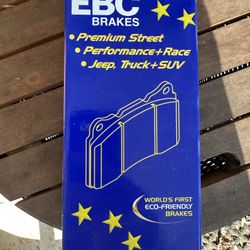 EBC
BRAKES
• Premium Street
• Performance+Race
• Jeep, Truck+SUV
WORLD'S FIRST
ECO-FRIENDLY
BRAKES